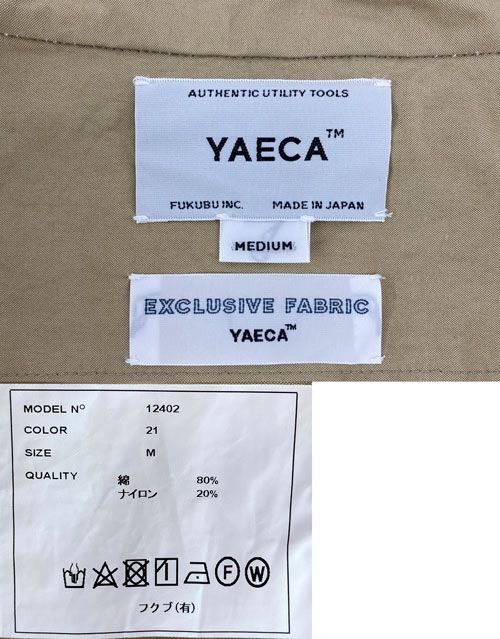 AUTHENTIC UTILITY TOOLS
YAECA™
FUKUBU INC. MADE IN JAPAN
MEDIUM
EXCLUSIVE FABRIC
YAECA™
MODEL Nº 12402
COLOR 21
SIZE M
QUALITY 綿 80%
ナイロン 20%
F W
フクブ(有)